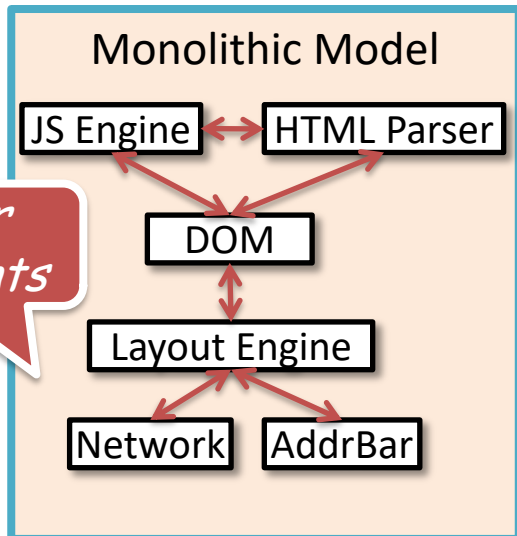 Monolithic Model
JS Engine
HTML Parser
DOM
Layout Engine
Network
AddrBar